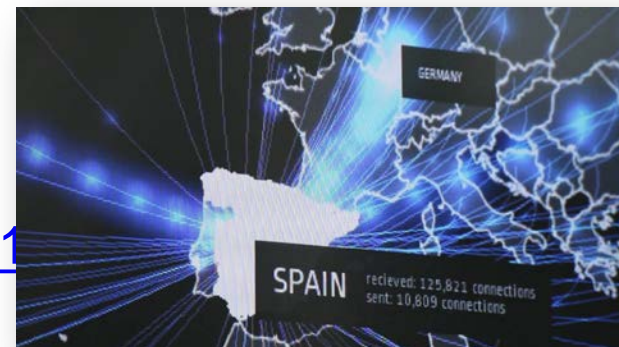 GERMANY
1
SPAIN
recieved: 125,821 connections
sent: 10,809 connections